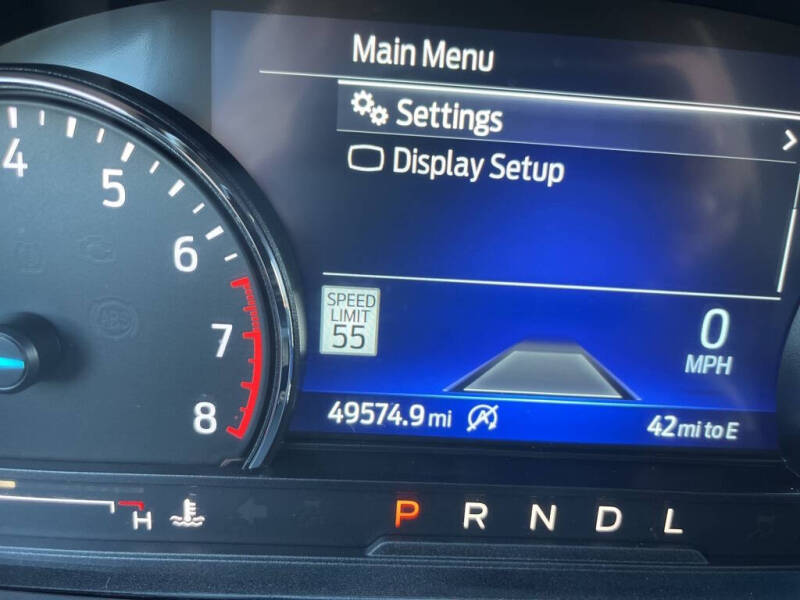 Main Menu
Settings
Display Setup
4
5
6
7
8
SPEED
LIMIT
55
0
MPH
49574.9 mi
42 mi to E
H
P R N D L